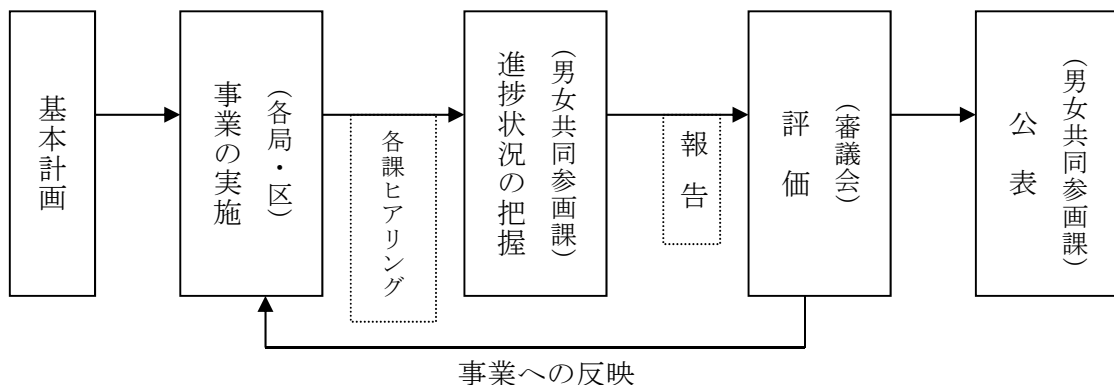 基本計画
事業の実施
（各局・区）
各課ヒアリング
進捗状況の把握
（男女共同参画課）
報告
評価
（審議会）
公表
（男女共同参画課）
事業への反映